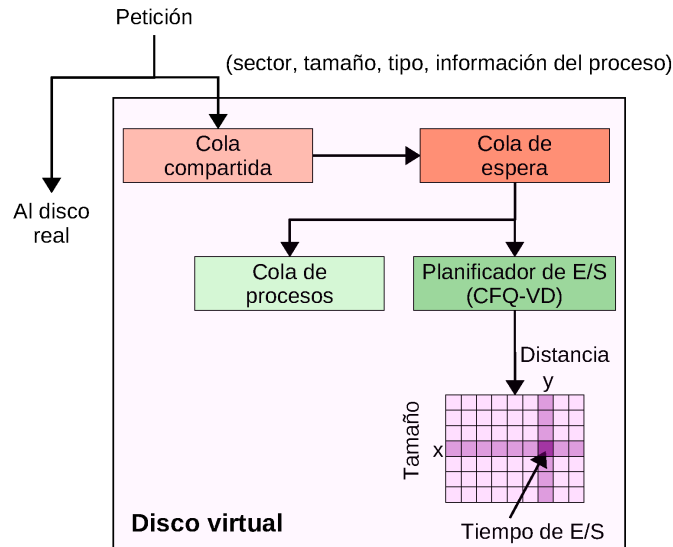 Petición
(sector, tamaño, tipo, información del proceso)
Cola
compartida
Cola de
espera
Al disco
real
Cola de
procesos
Planificador de E/S
(CFQ-VD)
Distancia
y
Tamaño
x
Disco virtual
Tiempo de E/S